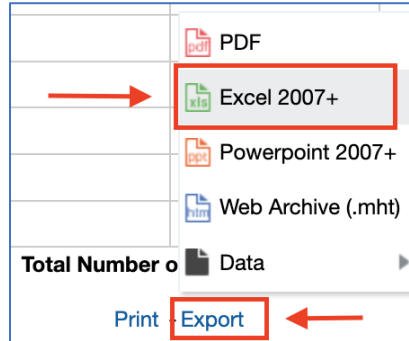 pdf PDF
xls Excel 2007+
ppt Powerpoint 2007+
htm Web Archive (.mht)
Data
Total Number o
Print - Export